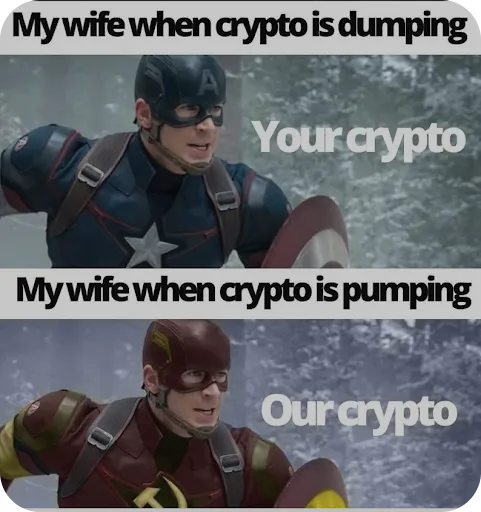 My wife when crypto is dumping
A
Your crypto
My wife when crypto is pumping
Our crypto